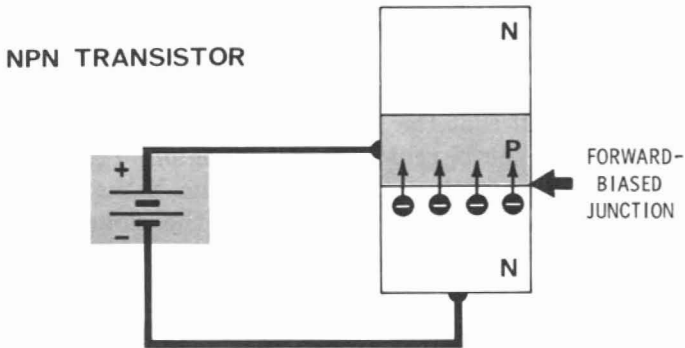 NPN TRANSISTOR
N
P
N
FORWARD-
BIASED
JUNCTION
+
−